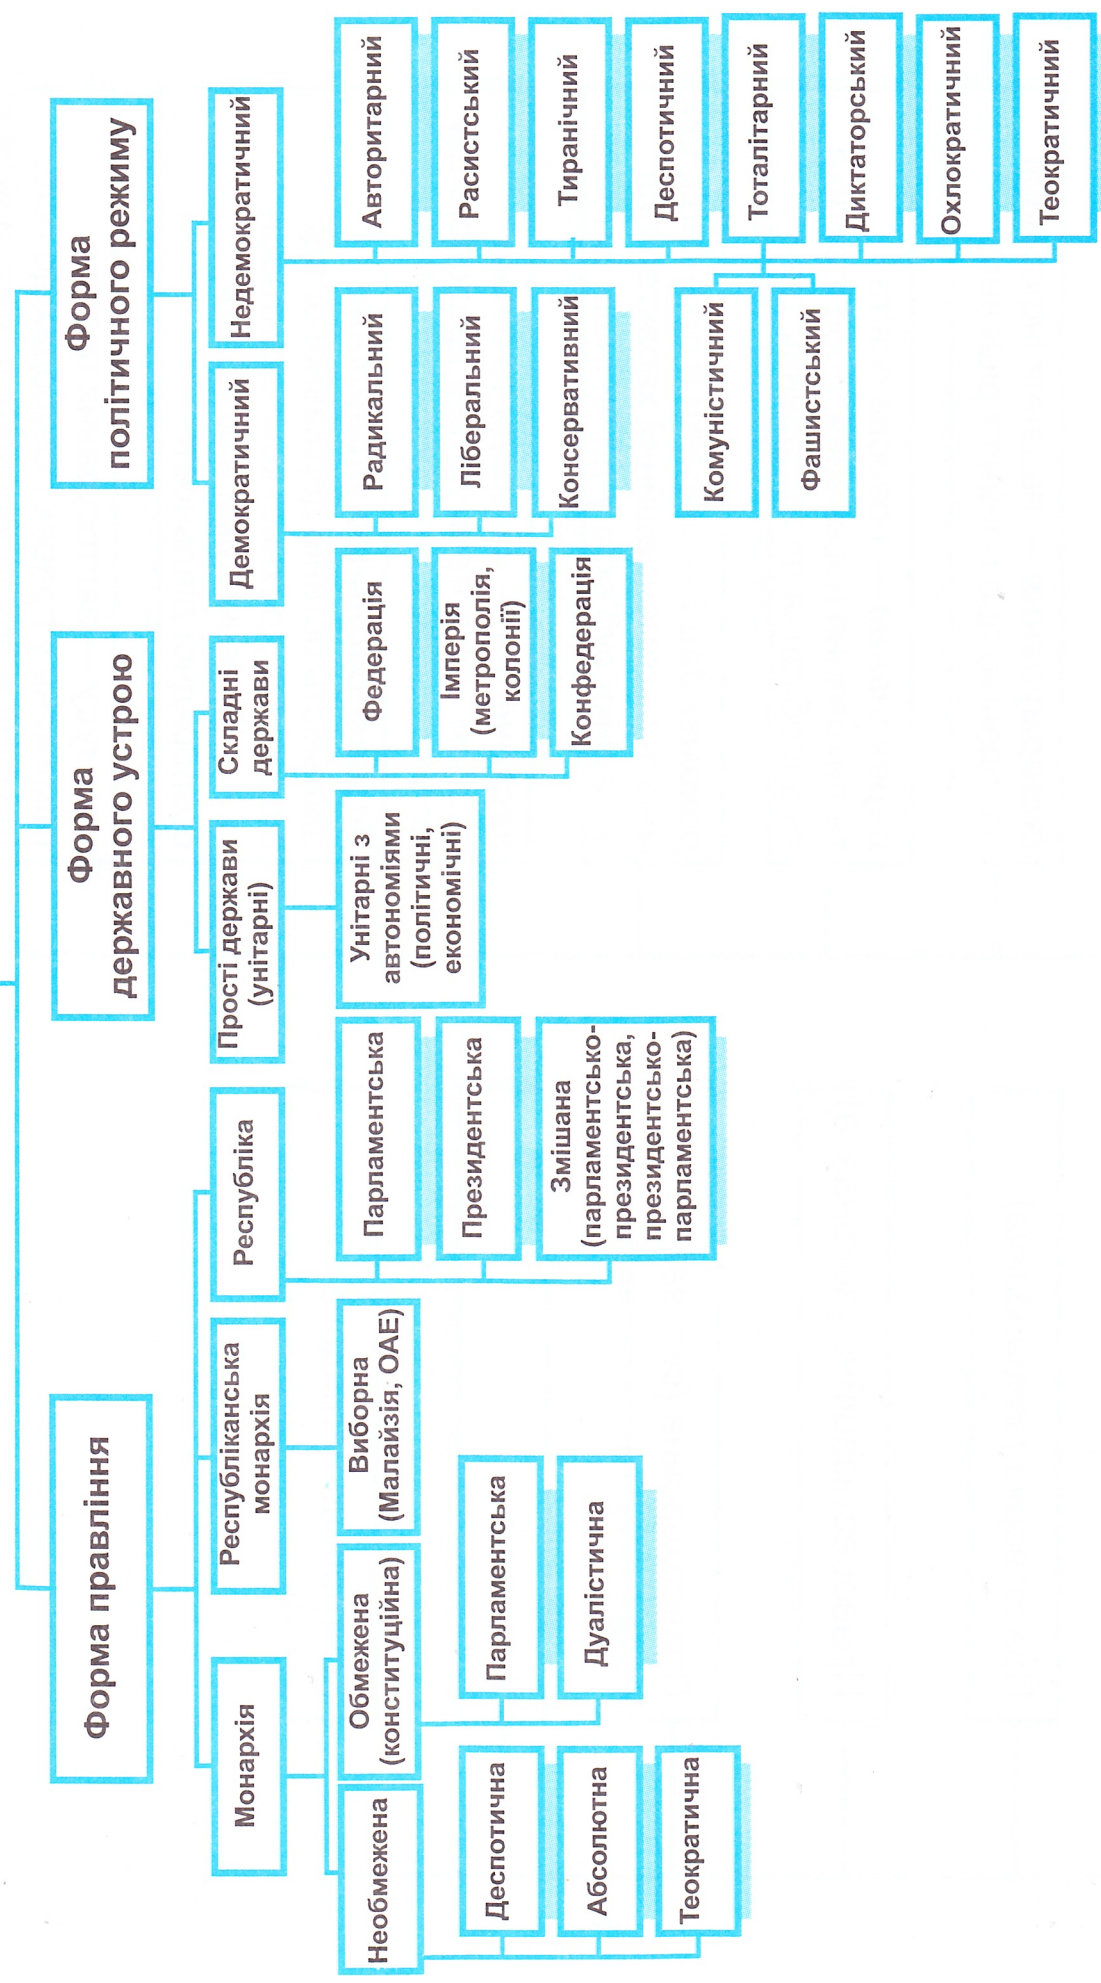 Форма правління
Монархія
Необмежена
Деспотична
Абсолютна
Теократична
Обмежена
(конституційна)
Парламентська
Дуалістична
Республіканська
монархія
Виборна
(Малайзія, ОАЕ)
Республіка
Парламентська
Президентська
Змішана
(парламентсько-
президентська,
президентсько-
парламентська)
Форма
державного устрою
Прості держави
(унітарні)
Унітарні з
автономіями
(політичні,
економічні)
Складні
держави
Федерація
Імперія
(метрополія,
колонії)
Конфедерація
Форма
політичного режиму
Демократичний
Радикальний
Ліберальний
Консервативний
Недемократичний
Авторитарний
Расистський
Тиранічний
Деспотичний
Тоталітарний
Комуністичний
Фашистський
Диктаторський
Охлократичний
Теократичний